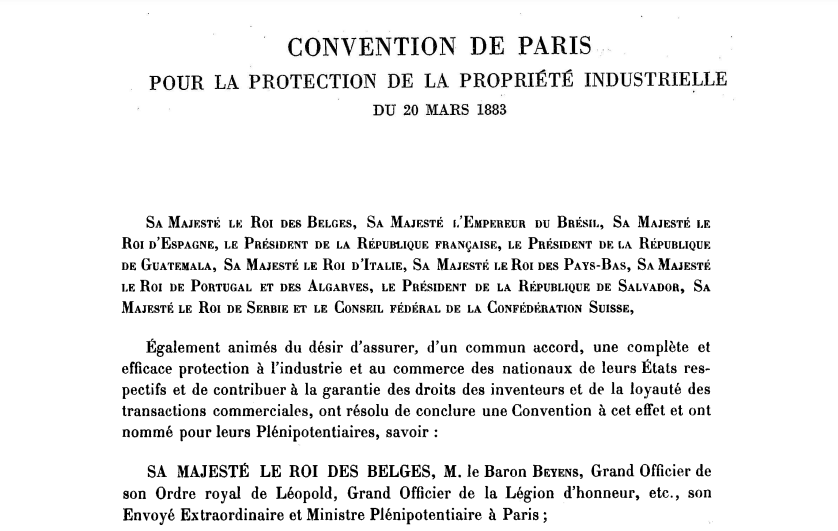 CONVENTION DE PARIS
POUR LA PROTECTION DE LA PROPRIÉTÉ INDUSTRIELLE
DU 20 MARS 1883
SA MAJESTÉ LE ROI DES BELGES, SA MAJESTÉ L'EMPEREUR DU BRÉSIL, SA MAJESTÉ LE
ROI D'ESPAGNE, LE PRÉSIDENT DE LA RÉPUBLIQUE FRANÇAISE, LE PRÉSIDENT DE LA RÉPUBLIQUE
DE GUATEMALA, SA MAJESTÉ LE ROI D'ITALIE, SA MAJESTÉ LE ROI DES PAYS-BAS, SA MAJESTÉ
LE ROI DE PORTUGAL ET DES ALGARVES, LE PRÉSIDENT DE LA RÉPUBLIQUE DE SALVADOR, SA
MAJESTÉ LE ROI DE SERBIE ET LE CONSEIL FÉDÉRAL DE LA CONFÉDÉRATION SUISSE,
Également animés du désir d'assurer, d'un commun accord, une complète et
efficace protection à l'industrie et au commerce des nationaux de leurs États res-
pectifs et de contribuer à la garantie des droits des inventeurs et de la loyauté des
transactions commerciales, ont résolu de conclure une Convention à cet effet et ont
nommé pour leurs Plénipotentiaires, savoir :
SA MAJESTÉ LE ROI DES BELGES, M. le Baron BEYENS, Grand Officier de
son Ordre royal de Léopold, Grand Officier de la Légion d'honneur, etc., son
Envoyé Extraordinaire et Ministre Plénipotentiaire à Paris ;